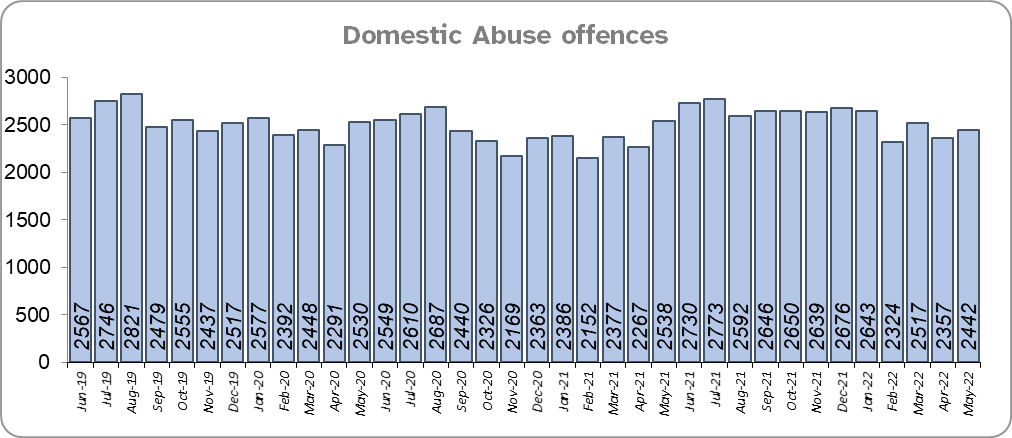 Domestic Abuse offences
3000
2500
2000
1500
1000
500
0
2567 2746 2821 2479 2555 2437 2517 2577 2392 2448 2291 2530 2549 2610 2687 2440 2326 2169 2363 2386 2152 2377 2267 2538 2730 2773 2592 2646 2650 2639 2676 2643 2324 2517 2357 2442
Jun-19 Jul-19 Aug-19 Sep-19 Oct-19 Nov-19 Dec-19 Jan-20 Feb-20 Mar-20 Apr-20 May-20 Jun-20 Jul-20 Aug-20 Sep-20 Oct-20 Nov-20 Dec-20 Jan-21 Feb-21 Mar-21 Apr-21 May-21 Jun-21 Jul-21 Aug-21 Sep-21 Oct-21 Nov-21 Dec-21 Jan-22 Feb-22 Mar-22 Apr-22 May-22